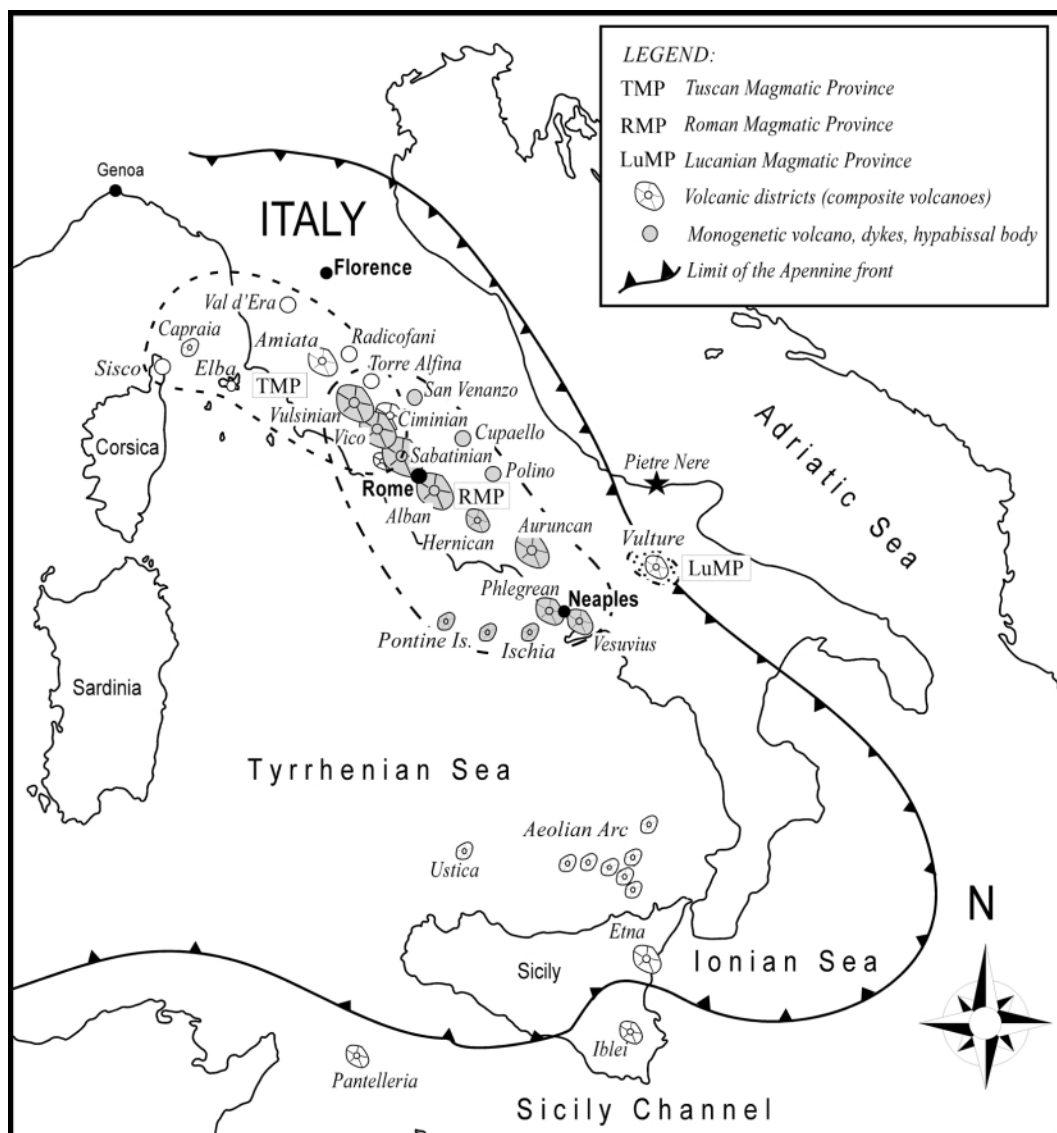 LEGEND:
TMP Tuscan Magmatic Province
RMP Roman Magmatic Province
LuMP Lucanian Magmatic Province
Volcanic districts (composite volcanoes)
Monogenetic volcano, dykes, hypabissal body
Limit of the Apennine front
Genoa
ITALY
Florence
Val d'Era
Capraia
Amiata
Radicofani
Sisco
Elba
TMP
Torre Alfina
San Venanzo
Vulsinian
Ciminian
Vico
Cupaello
Corsica
Sabatinian
Polino
Pietre Nere
Adriatic Sea
Rome
RMP
Alban
Hernican
Auruncan
Vulture
LuMP
Phlegrean
Neaples
Pontine Is.
Ischia
Vesuvius
Sardinia
Tyrrhenian Sea
Aeolian Arc
Ustica
N
Etna
Sicily
Ionian Sea
Iblei
Pantelleria
Sicily Channel